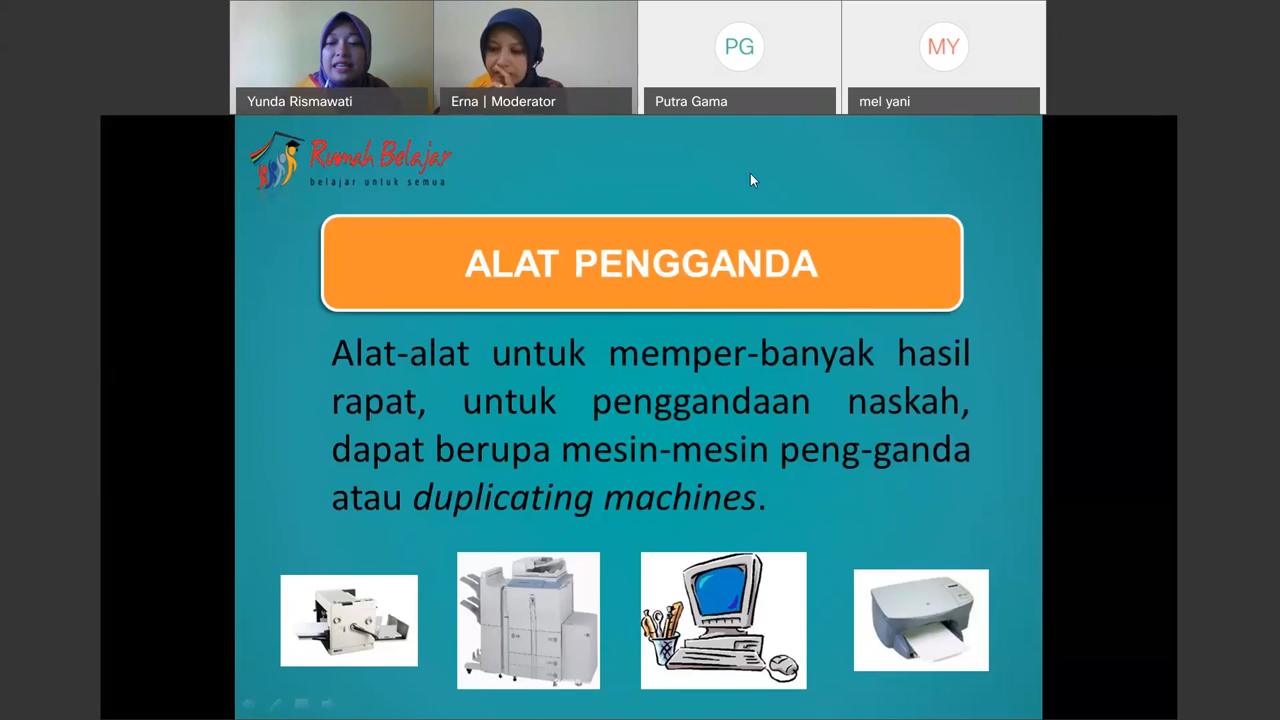 Yunda Rismawati
Erna | Moderator
PG
Putra Gama
MY
mel yani
Rumah Belajar
belajar untuk semua
ALAT PENGGANDA
Alat-alat untuk memper-banyak hasil
rapat, untuk penggandaan naskah,
dapat berupa mesin-mesin peng-ganda
atau duplicating machines.